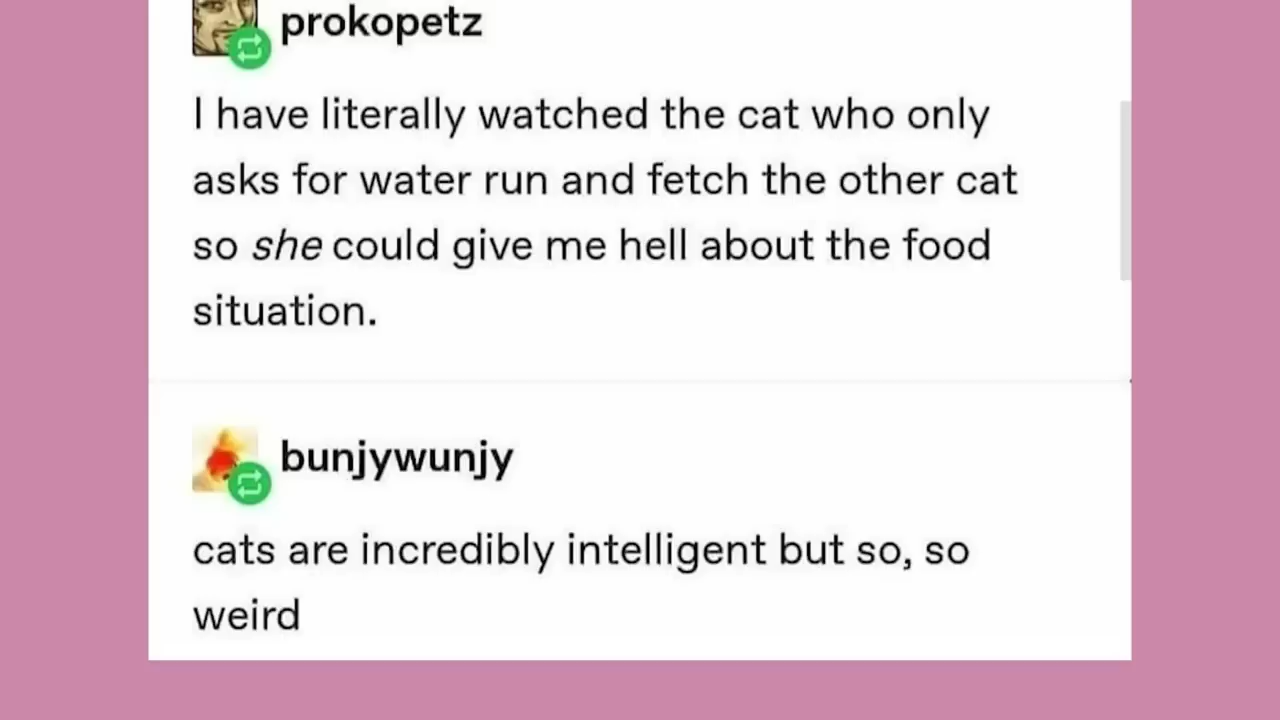 prokopetz
I have literally watched the cat who only
asks for water run and fetch the other cat
so she could give me hell about the food
situation.
bunjywunjy
cats are incredibly intelligent but so, so
weird